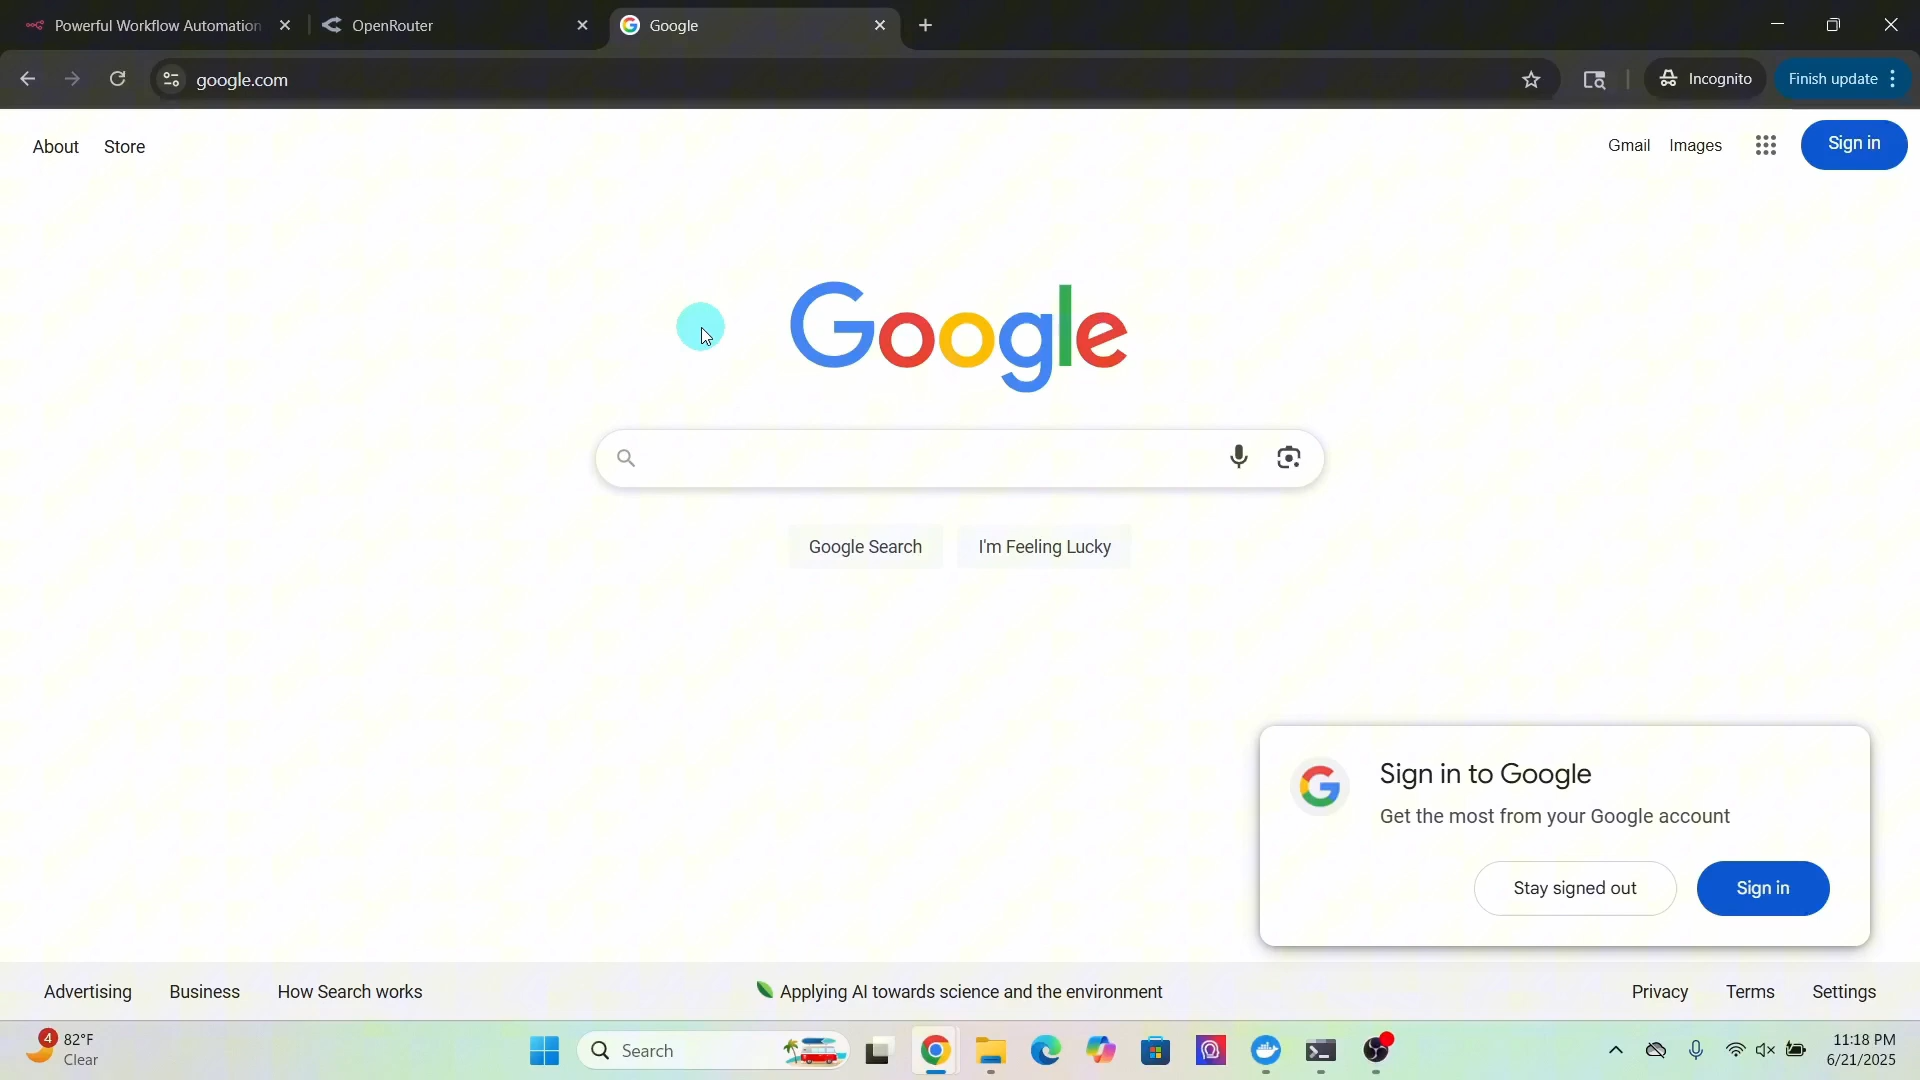 Powerful Workflow Automation
OpenRouter
Google
google.com
Incognito
Finish update
About
Store
Gmail
Images
Sign in
Google
Google Search
I'm Feeling Lucky
Sign in to Google
Get the most from your Google account
Stay signed out
Sign in
Advertising
Business
How Search works
Applying AI towards science and the environment
Privacy
Terms
Settings
4
82°F
Clear
Search
11:18 PM
6/21/2025